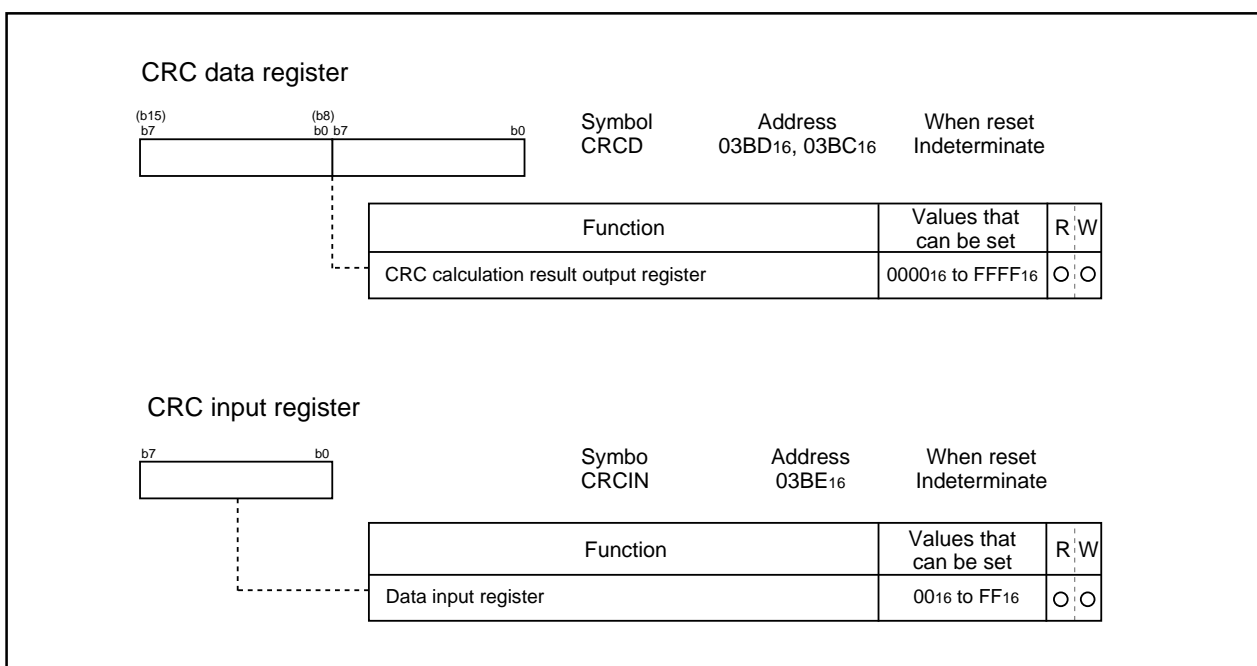 CRC data register
(b15) (b8)
b7 b0 b7 b0
Symbol Address When reset
CRCD 03BD16, 03BC16 Indeterminate
Function Values that can be set R W
CRC calculation result output register 000016 to FFFF16 O O
CRC input register
b7 b0
Symbo Address When reset
CRCIN 03BE16 Indeterminate
Function Values that can be set R W
Data input register 0016 to FF16 O O